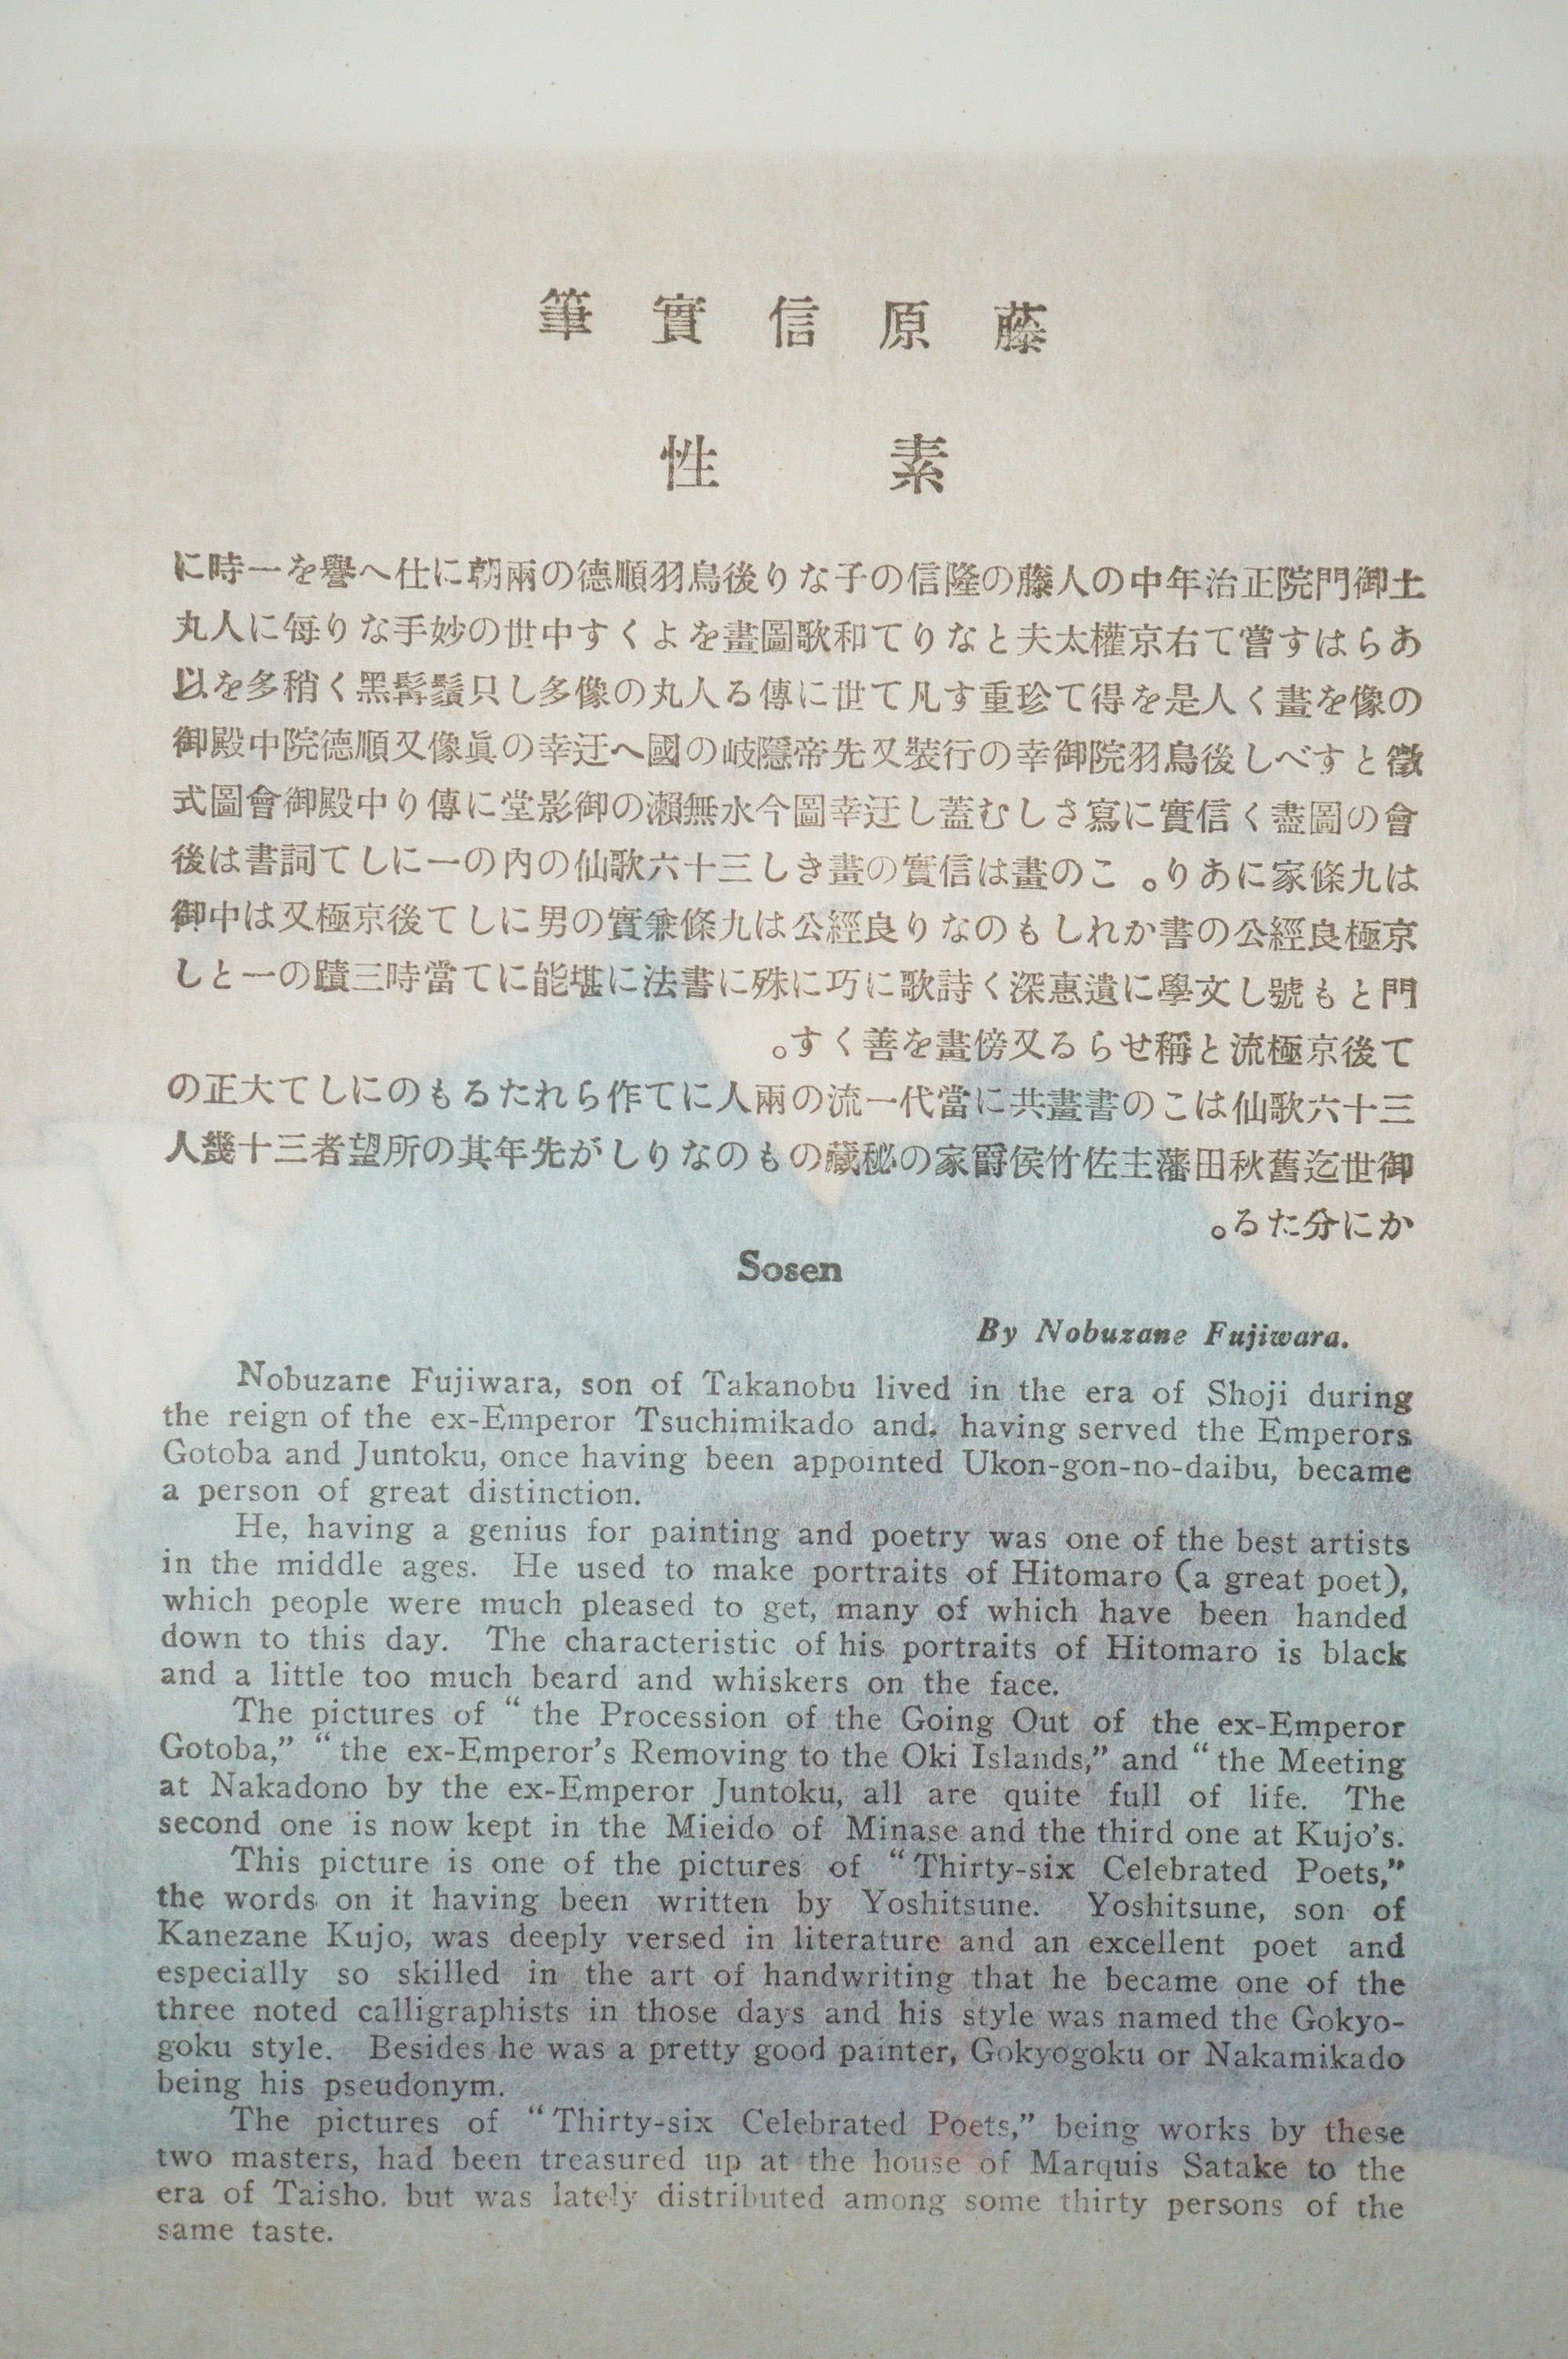 藤原信實筆
素性
土御門院正治年中の人藤の隆信の子なり後鳥羽順德の兩朝に仕へ譽を一時に
あらはす嘗て右京權太夫となりて和歌圖畫をよくす中世の妙手なり每に人丸
の像を畫く人是を得て珍重す凡て世に傳る人丸の像多し只鬚髯黑く稍多を以
徵とすべし後鳥羽院御幸の行裝又先帝隱岐の國へ迂幸の眞像又順德院中殿御
會の圖盡く信實に寫さしむ蓋し迂幸圖今水無瀨の御影堂に傳り中殿御會圖式
は九條家にあり。この畫は信實の畫きし三十六歌仙の內の一にして詞書は後
京極良經公の書かれしものなり良經公は九條兼實の男にして後京極又は中御
門とも號し文學に遺惠深く詩歌に巧に殊に書法に堪能にて當時三蹟の一とし
て後京極流と稱せらる又傍畫を善くす。
三十六歌仙はこの書畫共に當代一流の兩人にて作られたるものにして大正の
御世迄舊秋田藩主佐竹侯爵家の秘藏のものなりしが先年其の所望者三十幾人
かに分たる。
Sosen
By Nobuzane Fujiwara.
Nobuzane Fujiwara, son of Takanobu lived in the era of Shoji during
the reign of the ex-Emperor Tsuchimikado and, having served the Emperors
Gotoba and Juntoku, once having been appointed Ukon-gon-no-daibu, became
a person of great distinction.
He, having a genius for painting and poetry was one of the best artists
in the middle ages. He used to make portraits of Hitomaro (a great poet),
which people were much pleased to get, many of which have been handed
down to this day. The characteristic of his portraits of Hitomaro is black
and a little too much beard and whiskers on the face.
The pictures of “the Procession of the Going Out of the ex-Emperor
Gotoba,” “the ex-Emperor’s Removing to the Oki Islands,” and “the Meeting
at Nakadono by the ex-Emperor Juntoku, all are quite full of life. The
second one is now kept in the Mieido of Minase and the third one at Kujo’s.
This picture is one of the pictures of “Thirty-six Celebrated Poets,”
the words on it having been written by Yoshitsune. Yoshitsune, son of
Kanezane Kujo, was deeply versed in literature and an excellent poet and
especially so skilled in the art of handwriting that he became one of the
three noted calligraphists in those days and his style was named the Gokyo-
goku style. Besides he was a pretty good painter, Gokyogoku or Nakamikado
being his pseudonym.
The pictures of “Thirty-six Celebrated Poets,” being works by these
two masters, had been treasured up at the house of Marquis Satake to the
era of Taisho. but was lately distributed among some thirty persons of the
same taste.